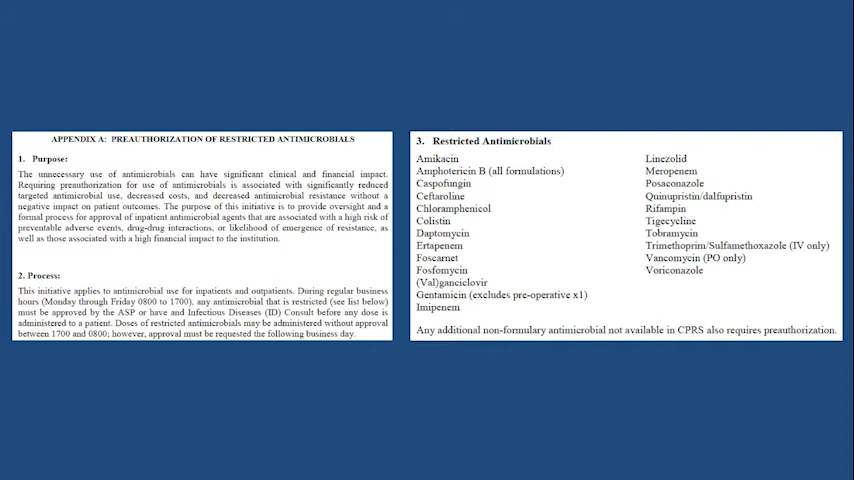 APPENDIX A: PREAUTHORIZATION OF RESTRICTED ANTIMICROBIALS
1. Purpose:
The unnecessary use of antimicrobials can have significant clinical and financial impact.
Requiring preauthorization for use of antimicrobials is associated with significantly reduced
targeted antimicrobial use, decreased costs, and decreased antimicrobial resistance without a
negative impact on patient outcomes. The purpose of this initiative is to provide oversight and a
formal process for approval of inpatient antimicrobial agents that are associated with a high risk of
preventable adverse events, drug-drug interactions, or likelihood of emergence of resistance, as
well as those associated with a high financial impact to the institution.
2. Process:
This initiative applies to antimicrobial use for inpatients and outpatients. During regular business
hours (Monday through Friday 0800 to 1700), any antimicrobial that is restricted (see list below)
must be approved by the ASP or have and Infectious Diseases (ID) Consult before any dose is
administered to a patient. Doses of restricted antimicrobials may be administered without approval
between 1700 and 0800; however, approval must be requested the following business day.
3. Restricted Antimicrobials
Amikacin
Amphotericin B (all formulations)
Caspofungin
Ceftaroline
Chloramphenicol
Colistin
Daptomycin
Ertapenem
Foscarnet
Fosfomycin
(Val)ganciclovir
Gentamicin (excludes pre-operative x1)
Imipenem
Linezolid
Meropenem
Posaconazole
Quinupristin/dalfupristin
Rifampin
Tigecycline
Tobramycin
Trimethoprim/Sulfamethoxazole (IV only)
Vancomycin (PO only)
Voriconazole
Any additional non-formulary antimicrobial not available in CPRS also requires preauthorization.